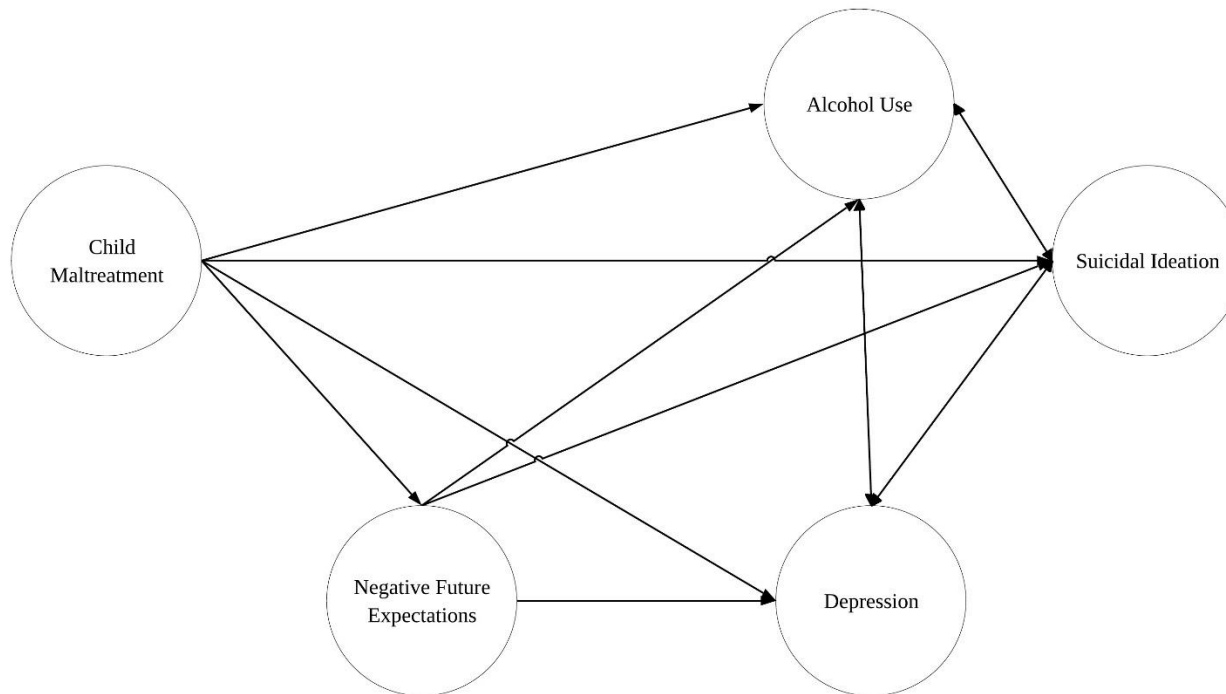 Alcohol Use
Child
Maltreatment
Suicidal Ideation
Negative Future
Expectations
Depression